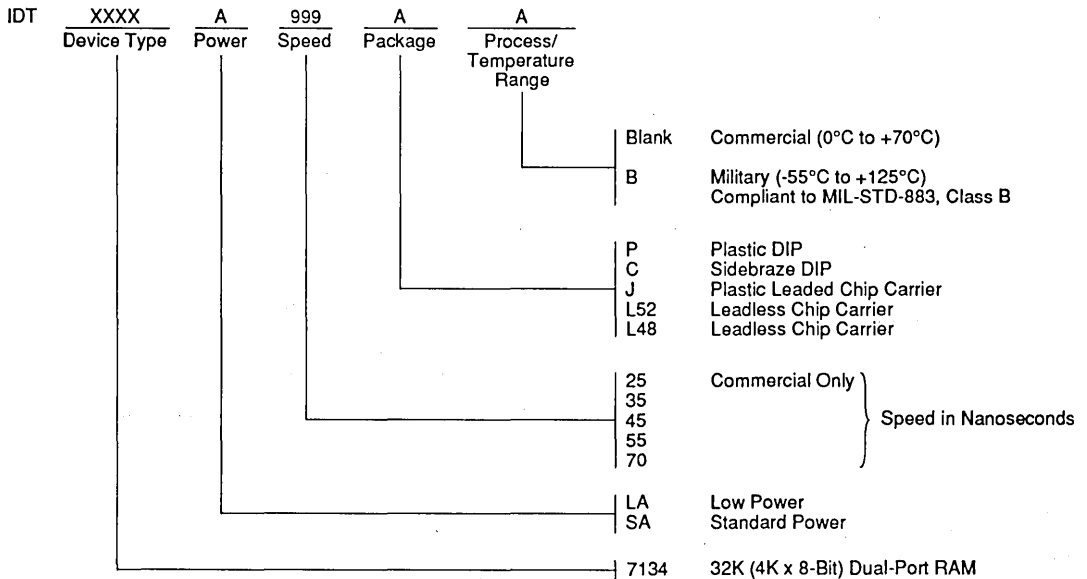 IDT XXXX A 999 A A
Device Type Power Speed Package Process/
Temperature
Range
Blank Commercial (0°C to +70°C)
B Military (-55°C to +125°C)
Compliant to MIL-STD-883, Class B
P Plastic DIP
C Sidebraze DIP
J Plastic Leaded Chip Carrier
L52 Leadless Chip Carrier
L48 Leadless Chip Carrier
25 Commercial Only
35
45 Speed in Nanoseconds
55
70
LA Low Power
SA Standard Power
7134 32K (4K x 8-Bit) Dual-Port RAM